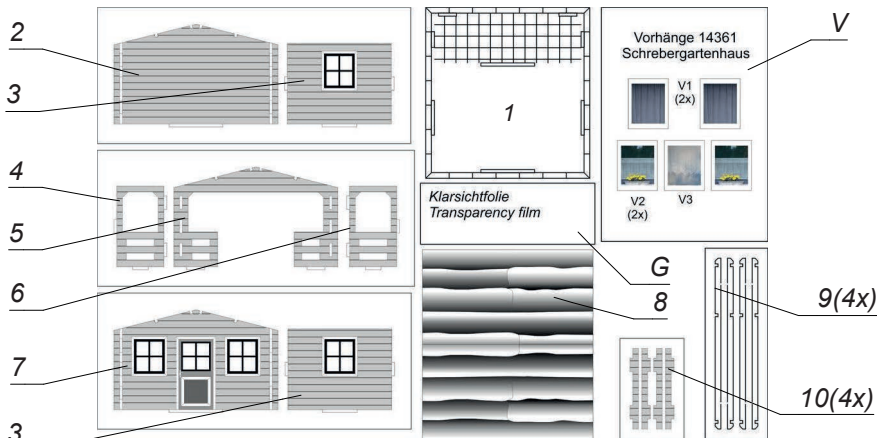 2
3
4
5
6
7
3
1
Klarsichtfolie
Transparency film
G
8
Vorhänge 14361
Schrebergartenhaus
V
V1
(2x)
V2
(2x)
V3
9(4x)
10(4x)